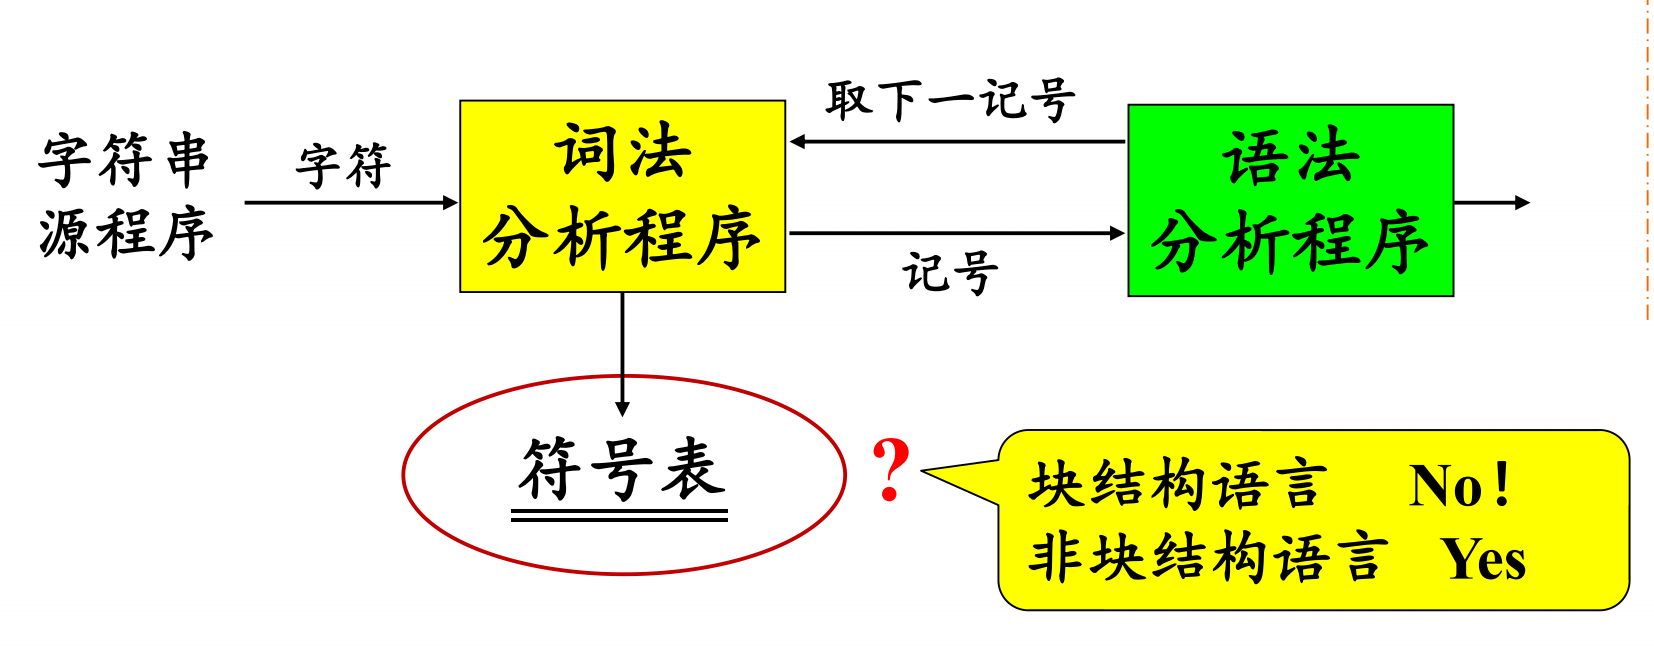 字符串
源程序
字符
词法
分析程序
取下一记号
记号
语法
分析程序
符号表
?
块结构语言 No!
非块结构语言 Yes